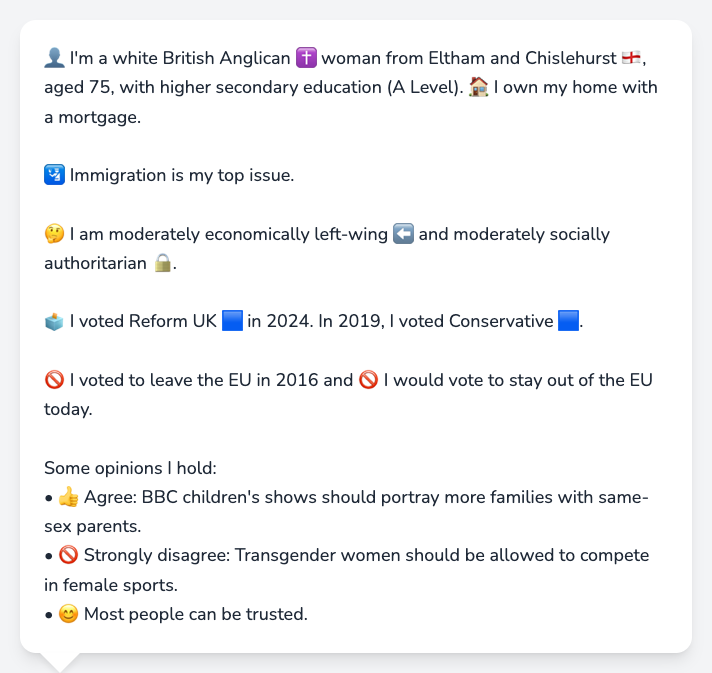 👤 I'm a white British Anglican ✝️ woman from Eltham and Chislehurst 🏴󠁧󠁢󠁥󠁮󠁧󠁿,
aged 75, with higher secondary education (A Level). 🏠 I own my home with
a mortgage.
🛂 Immigration is my top issue.
🤔 I am moderately economically left-wing ⬅️ and moderately socially
authoritarian 🔒.
🗳️ I voted Reform UK 🟦 in 2024. In 2019, I voted Conservative 🟦.
🚫 I voted to leave the EU in 2016 and 🚫 I would vote to stay out of the EU
today.
Some opinions I hold:
• 👍 Agree: BBC children's shows should portray more families with same-
sex parents.
• 🚫 Strongly disagree: Transgender women should be allowed to compete
in female sports.
• 😊 Most people can be trusted.